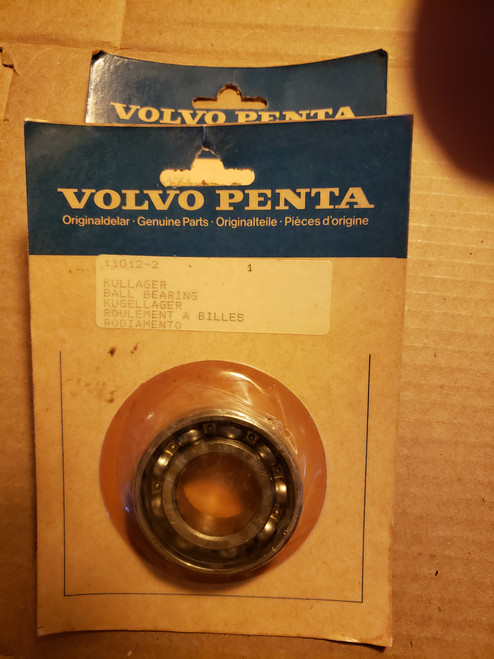 VOLVO PENTA
VOLVO PENTA
Originaldelar · Genuine Parts · Originalteile · Pièces d'origine
11012-2 1
KULLAGER
BALL BEARING
KUGELLAGER
ROULEMENT A BILLES
RODIAMENTO